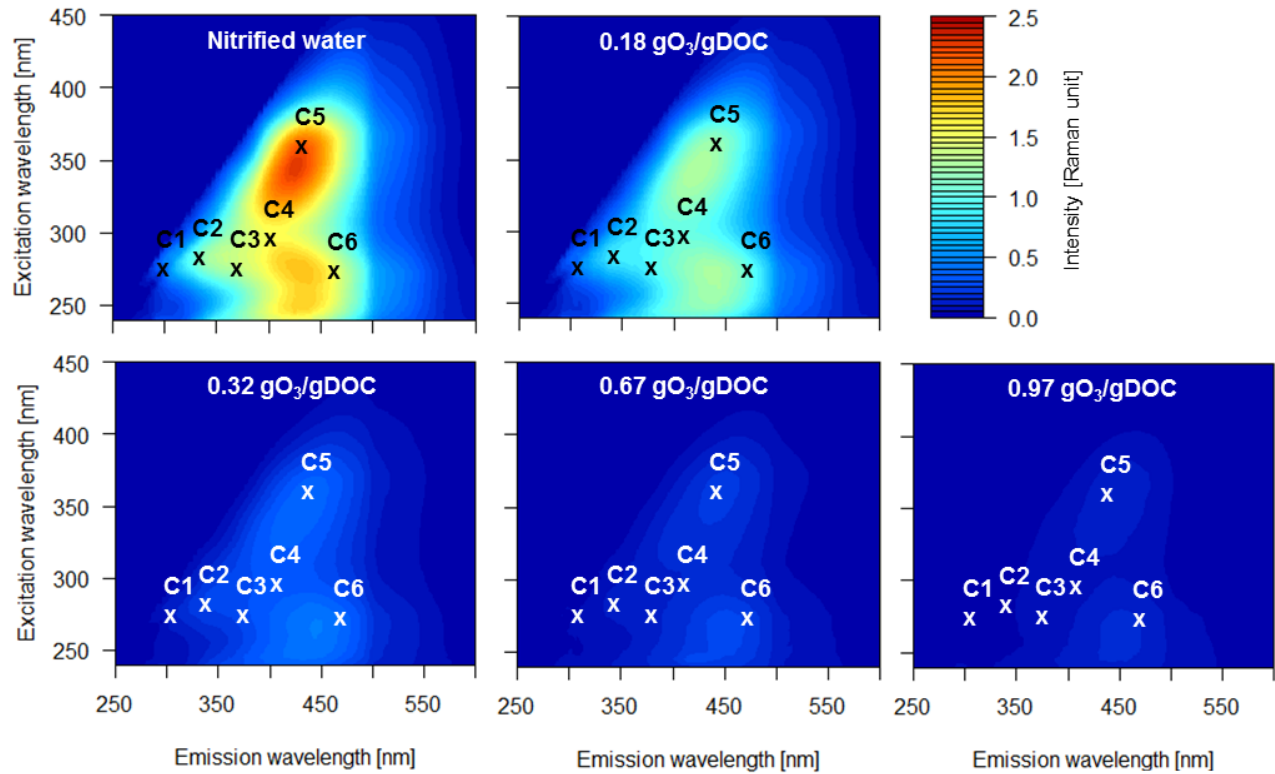 Nitrified water
0.18 gO₃/gDOC
Excitation wavelength [nm]
450
400
350
300
250
C1
C2
C3
C4
C5
C6
x
x
x
x
x
x
C1
C2
C3
C4
C5
C6
x
x
x
x
x
x
2.5
2.0
1.5
1.0
0.5
0.0
Intensity [Raman unit]
0.32 gO₃/gDOC
0.67 gO₃/gDOC
0.97 gO₃/gDOC
Excitation wavelength [nm]
450
400
350
300
250
C1
C2
C3
C4
C5
C6
x
x
x
x
x
x
C1
C2
C3
C4
C5
C6
x
x
x
x
x
x
C1
C2
C3
C4
C5
C6
x
x
x
x
x
x
250 350 450 550
250 350 450 550
250 350 450 550
Emission wavelength [nm]
Emission wavelength [nm]
Emission wavelength [nm]